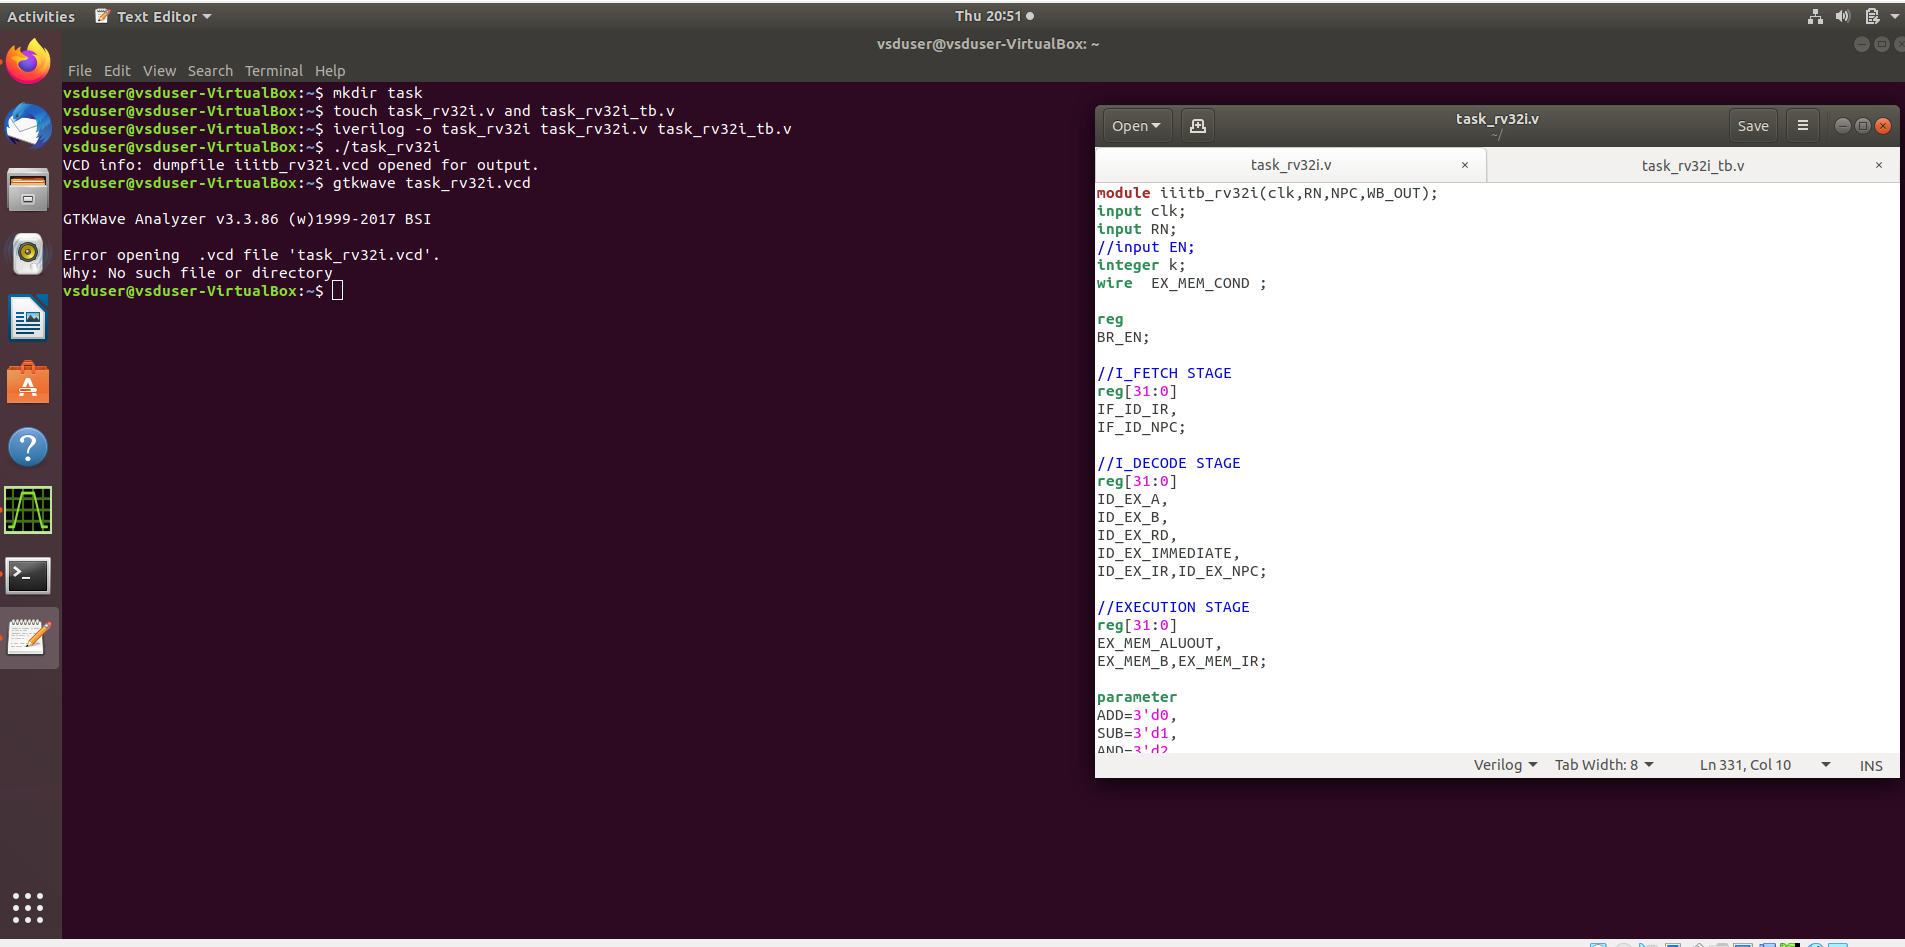 Activities Text Editor Thu 20:51
vsduser@vsduser-VirtualBox: ~
File Edit View Search Terminal Help
vsduser@vsduser-VirtualBox:~$ mkdir task
vsduser@vsduser-VirtualBox:~$ touch task_rv32i.v and task_rv32i_tb.v
vsduser@vsduser-VirtualBox:~$ iverilog -o task_rv32i task_rv32i.v task_rv32i_tb.v
vsduser@vsduser-VirtualBox:~$ ./task_rv32i
VCD info: dumpfile iiitb_rv32i.vcd opened for output.
vsduser@vsduser-VirtualBox:~$ gtkwave task_rv32i.vcd
GTKWave Analyzer v3.3.86 (w)1999-2017 BSI
Error opening  .vcd file 'task_rv32i.vcd'.
Why: No such file or directory
vsduser@vsduser-VirtualBox:~$
Open task_rv32i.v Save
~/
task_rv32i.v × task_rv32i_tb.v ×
module iiitb_rv32i(clk,RN,NPC,WB_OUT);
input clk;
input RN;
//input EN;
integer k;
wire  EX_MEM_COND ;
reg
BR_EN;
//I_FETCH STAGE
reg[31:0]
IF_ID_IR,
IF_ID_NPC;
//I_DECODE STAGE
reg[31:0]
ID_EX_A,
ID_EX_B,
ID_EX_RD,
ID_EX_IMMEDIATE,
ID_EX_IR,ID_EX_NPC;
//EXECUTION STAGE
reg[31:0]
EX_MEM_ALUOUT,
EX_MEM_B,EX_MEM_IR;
parameter
ADD=3'd0,
SUB=3'd1,
AND=3'd2
Verilog Tab Width: 8 Ln 331, Col 10 INS